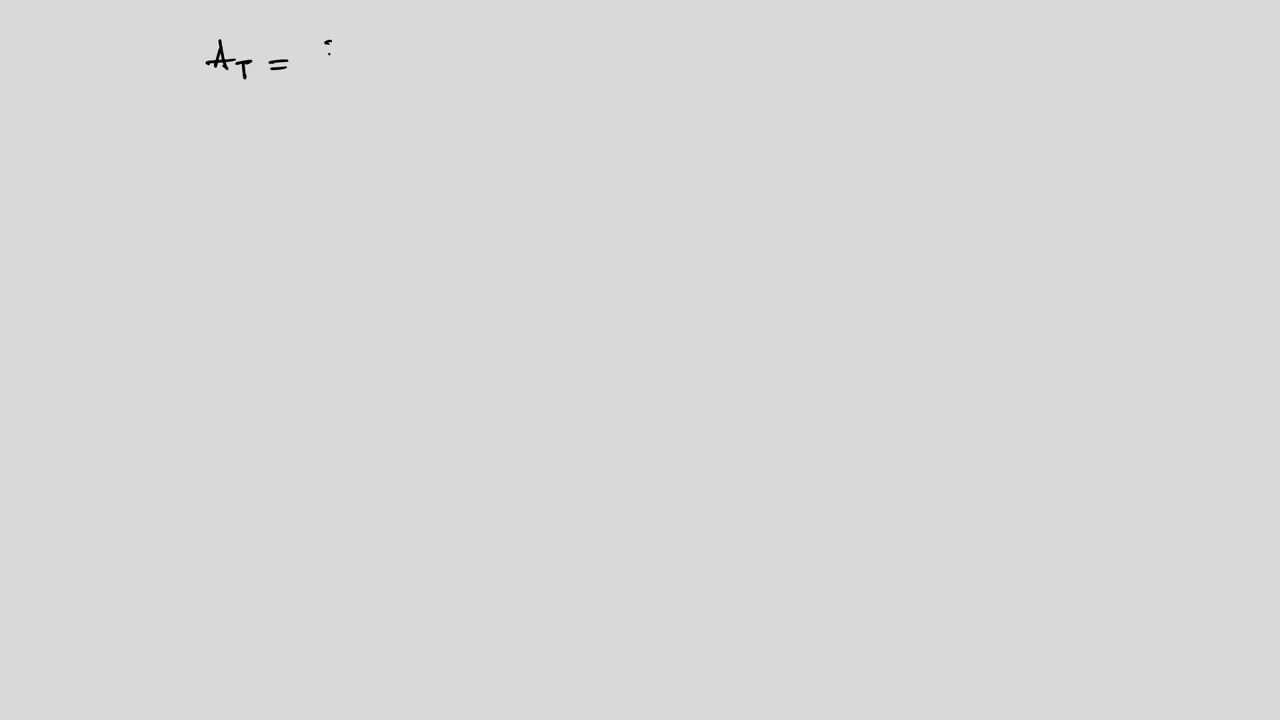 A_T =